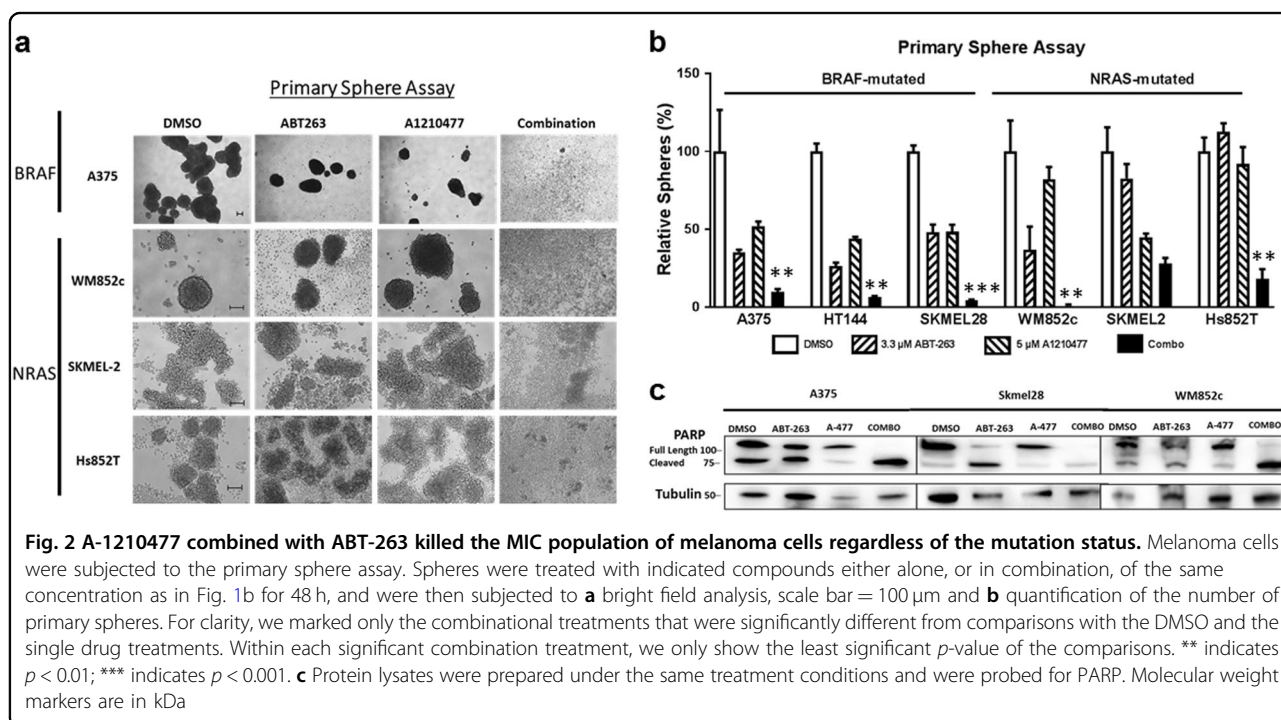 a
Primary Sphere Assay
DMSO ABT263 A1210477 Combination
BRAF
A375
NRAS
WM852c
SKMEL-2
Hs852T
b
Primary Sphere Assay
BRAF-mutated NRAS-mutated
Relative Spheres (%)
150
100
50
0
** ** *** ** **
A375 HT144 SKMEL28 WM852c SKMEL2 Hs852T
DMSO 3.3 µM ABT-263 5 µM A1210477 Combo
c
A375 Skmel28 WM852c
DMSO ABT-263 A-477 COMBO DMSO ABT-263 A-477 COMBO DMSO ABT-263 A-477 COMBO
PARP
Full Length 100–
Cleaved 75–
Tubulin 50–
Fig. 2 A-1210477 combined with ABT-263 killed the MIC population of melanoma cells regardless of the mutation status. Melanoma cells
were subjected to the primary sphere assay. Spheres were treated with indicated compounds either alone, or in combination, of the same
concentration as in Fig. 1b for 48 h, and were then subjected to a bright field analysis, scale bar = 100 µm and b quantification of the number of
primary spheres. For clarity, we marked only the combinational treatments that were significantly different from comparisons with the DMSO and the
single drug treatments. Within each significant combination treatment, we only show the least significant p-value of the comparisons. ** indicates
p < 0.01; *** indicates p < 0.001. c Protein lysates were prepared under the same treatment conditions and were probed for PARP. Molecular weight
markers are in kDa